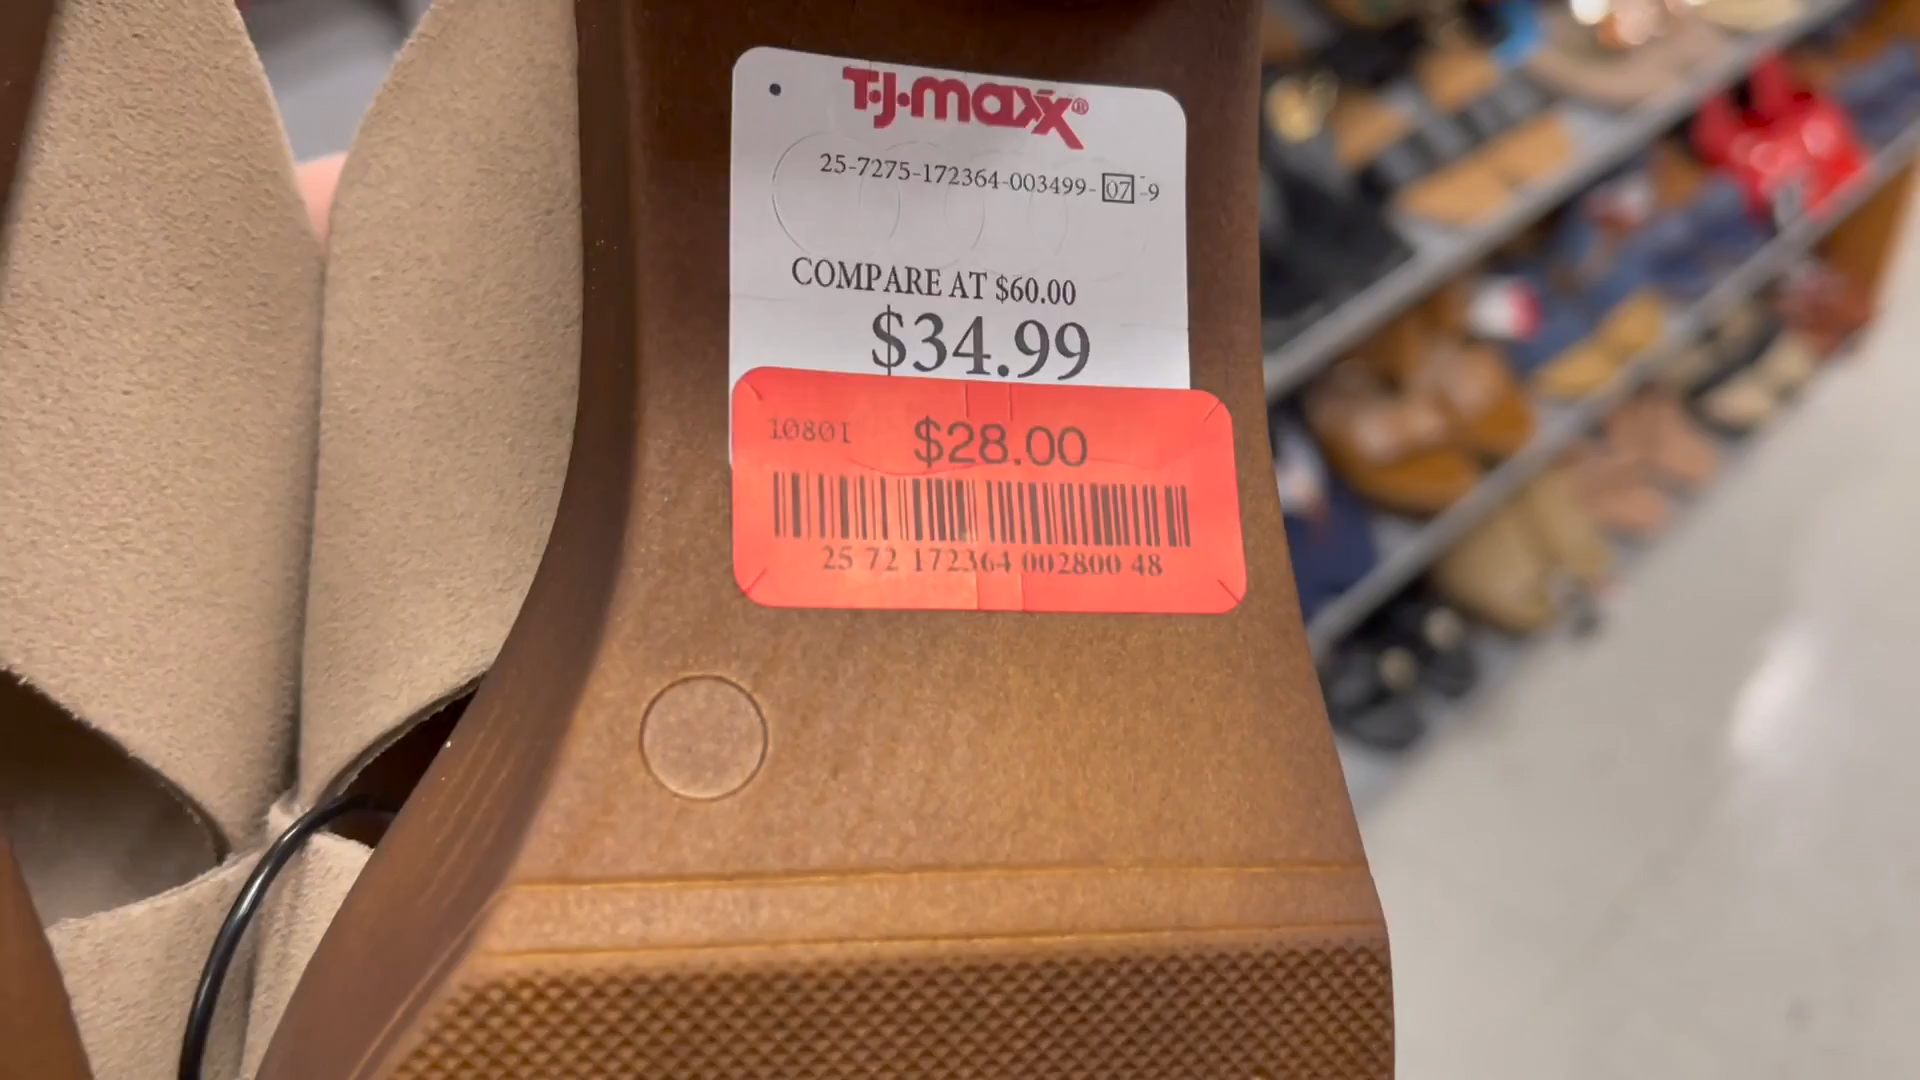 T·J·maxx®
25-7275-172364-003499-07-9
COMPARE AT $60.00
$34.99
10801 $28.00
25 72 172364 002800 48